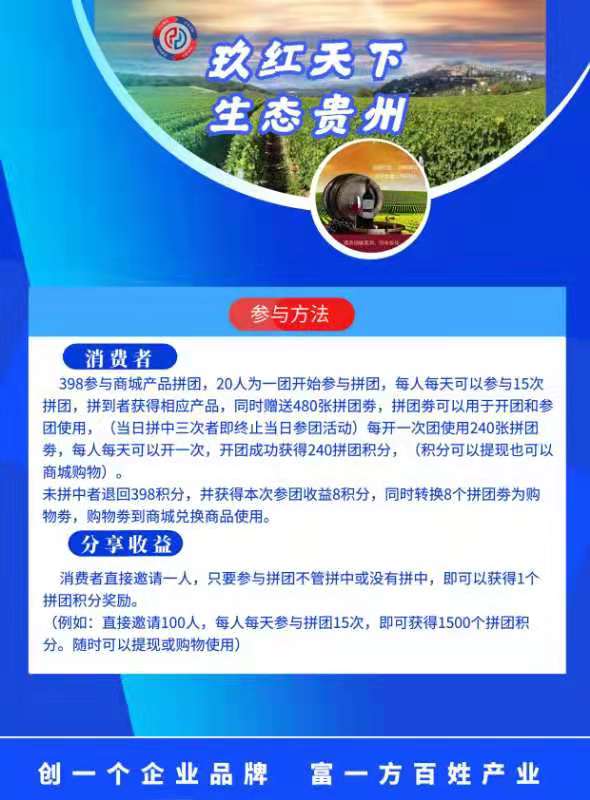 玖红天下
生态贵州
参与方法
消费者
398参与商城产品拼团，20人为一团开始参与拼团，每人每天可以参与15次
拼团，拼到者获得相应产品，同时赠送480张拼团券，拼团券可以用于开团和参
团使用，（当日拼中三次者即终止当日参团活动）每开一次团使用240张拼团
券，每人每天可以开一次，开团成功获得240拼团积分，（积分可以提现也可以
商城购物）。
未拼中者退回398积分，并获得本次参团收益8积分，同时转换8个拼团券为购
物券，购物券到商城兑换商品使用。
分享收益
消费者直接邀请一人，只要参与拼团不管拼中或没有拼中，即可以获得1个
拼团积分奖励。
（例如：直接邀请100人，每人每天参与拼团15次，即可获得1500个拼团积
分。随时可以提现或购物使用）
创一个企业品牌 富一方百姓产业